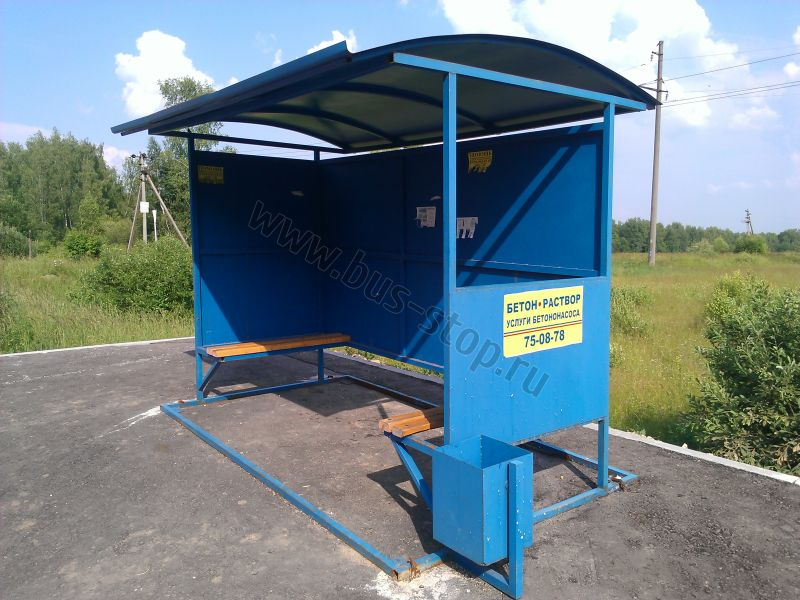 БЕТОН•РАСТВОР
УСЛУГИ БЕТОНОНАСОСА
75-08-78
www.bus-stop.ru